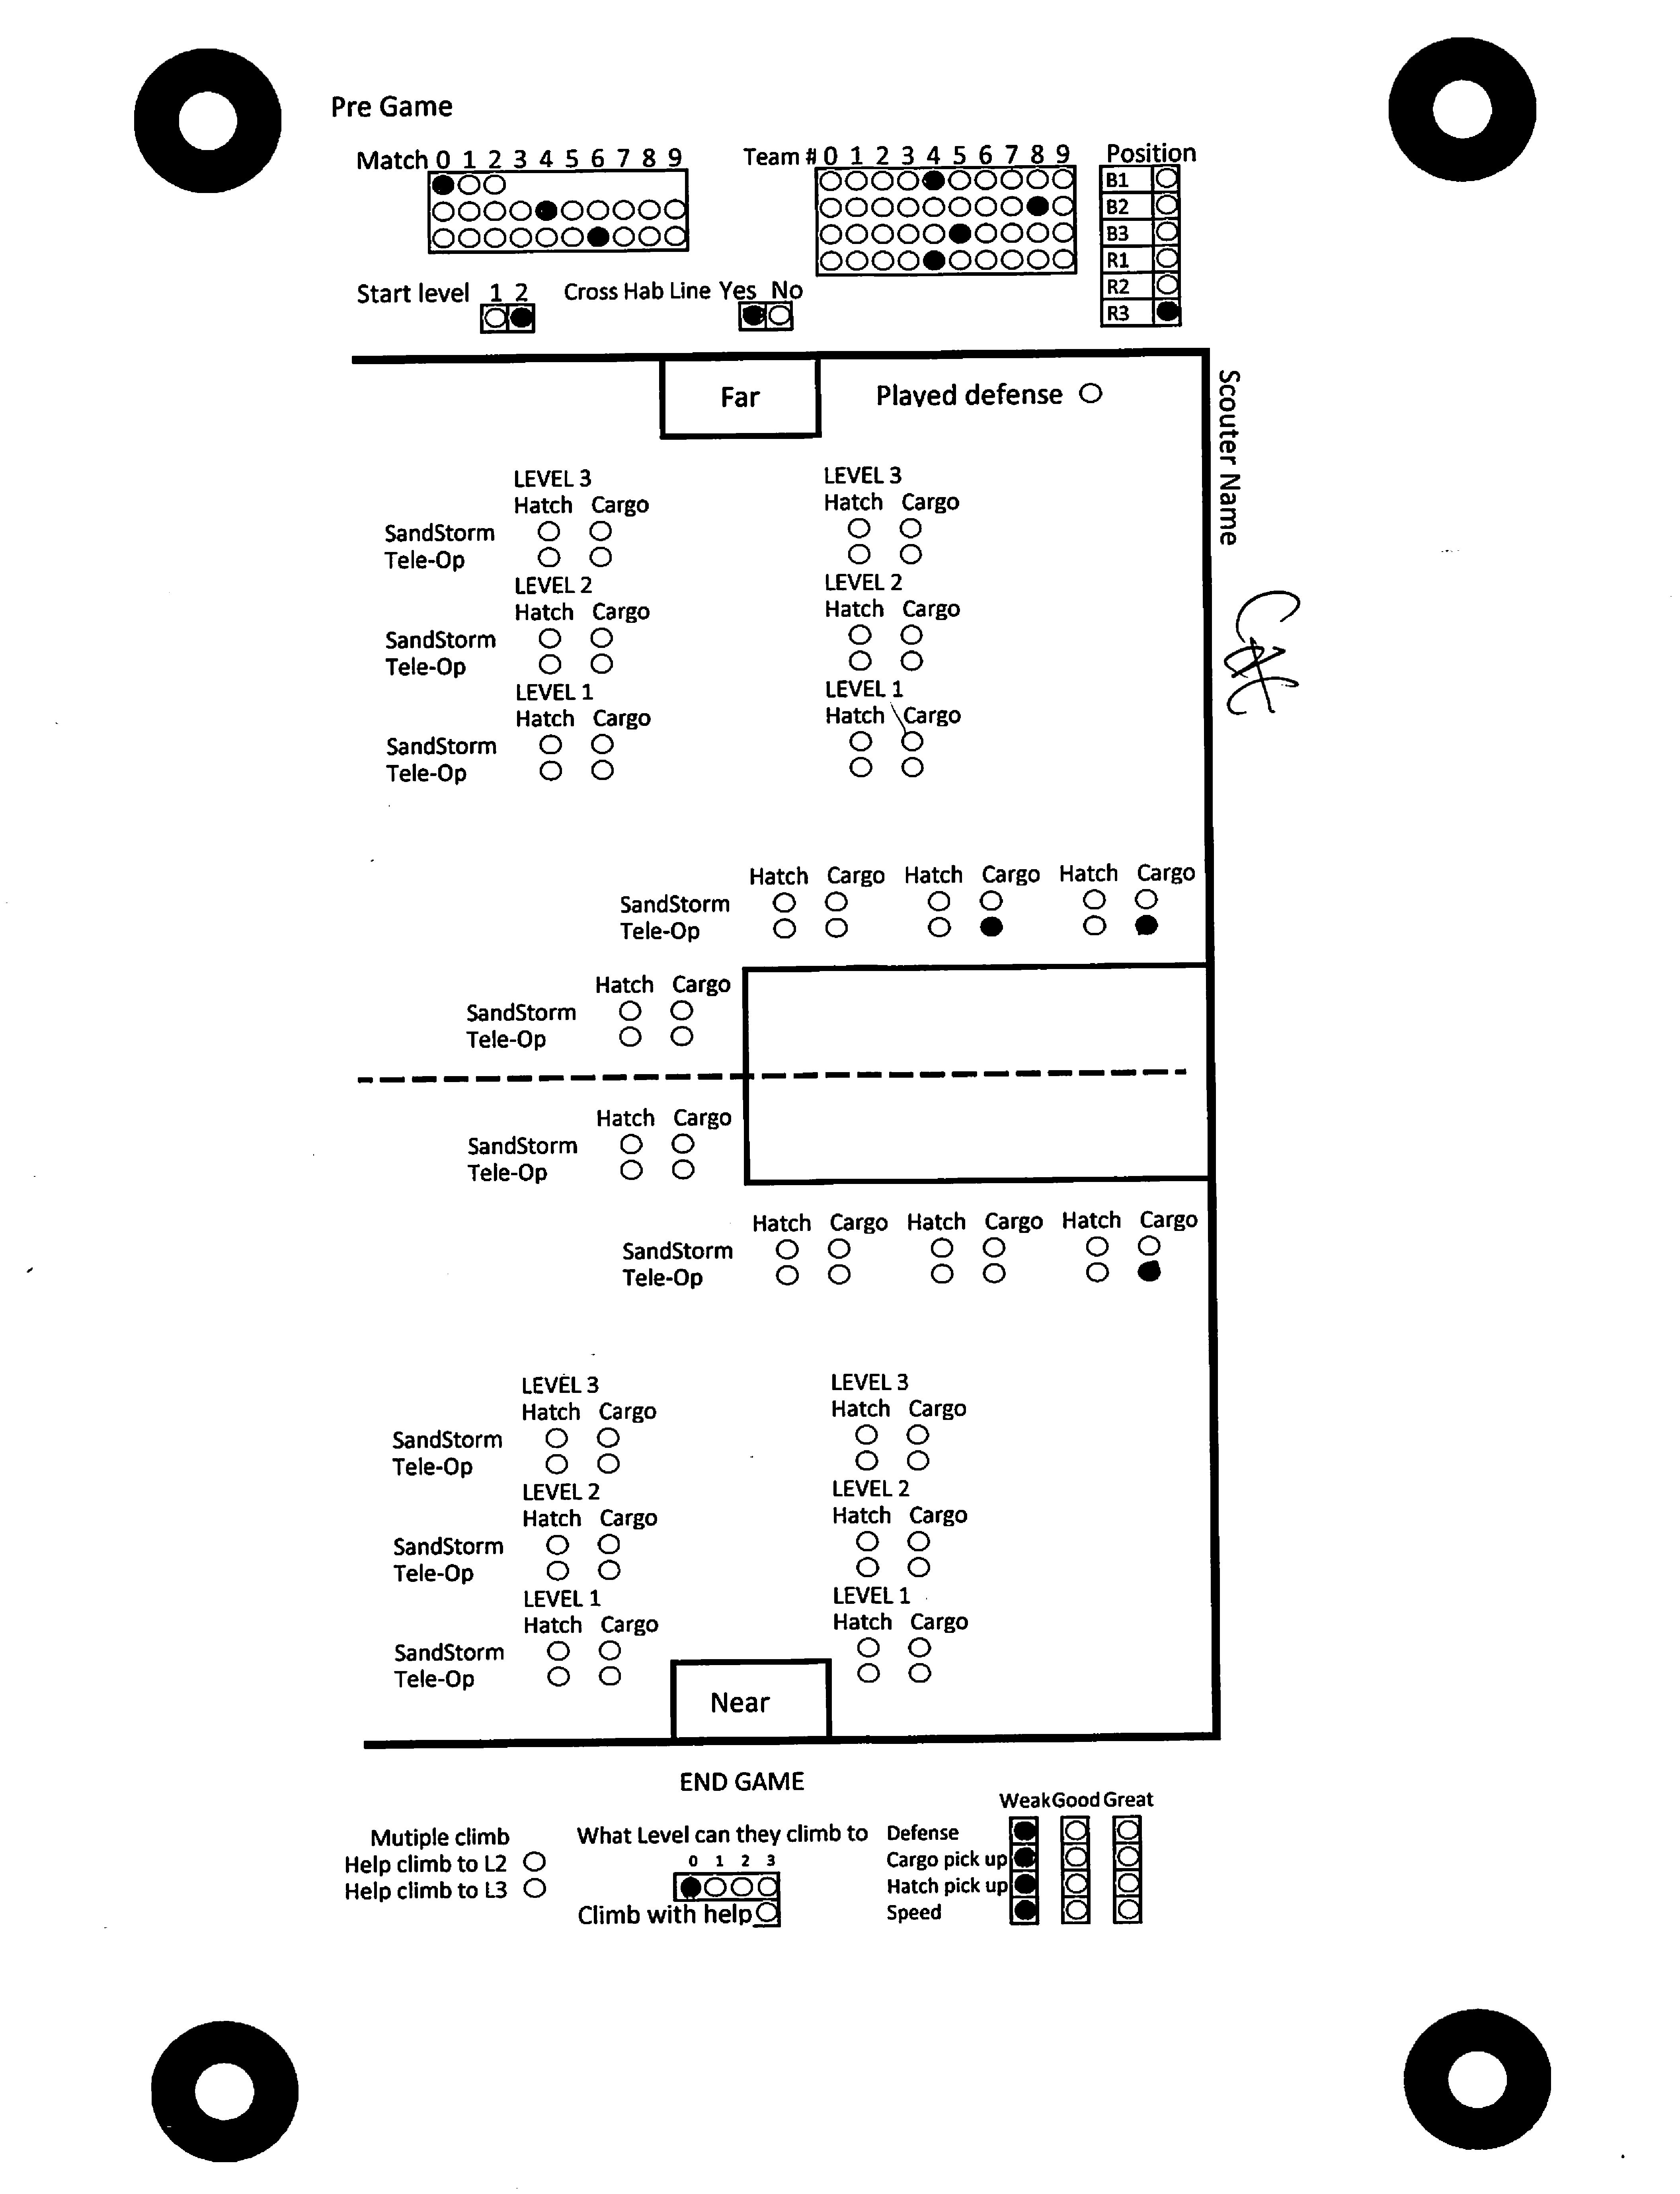 Pre Game
Match 0 1 2 3 4 5 6 7 8 9
Team # 0 1 2 3 4 5 6 7 8 9
Position
B1
B2
B3
R1
R2
R3
Start level 1 2
Cross Hab Line Yes No
Far
Plaved defense
Scouter Name
LEVEL 3 LEVEL 3
Hatch Cargo Hatch Cargo
SandStorm
Tele-Op
LEVEL 2 LEVEL 2
Hatch Cargo Hatch Cargo
SandStorm
Tele-Op
LEVEL 1 LEVEL 1
Hatch Cargo Hatch Cargo
SandStorm
Tele-Op
Hatch Cargo Hatch Cargo Hatch Cargo
SandStorm
Tele-Op
Hatch Cargo
SandStorm
Tele-Op
Hatch Cargo
SandStorm
Tele-Op
Hatch Cargo Hatch Cargo Hatch Cargo
SandStorm
Tele-Op
LEVEL 3 LEVEL 3
Hatch Cargo Hatch Cargo
SandStorm
Tele-Op
LEVEL 2 LEVEL 2
Hatch Cargo Hatch Cargo
SandStorm
Tele-Op
LEVEL 1 LEVEL 1
Hatch Cargo Hatch Cargo
SandStorm
Tele-Op
Near
END GAME
Mutiple climb
Help climb to L2
Help climb to L3
What Level can they climb to
0 1 2 3
Climb with help
Weak Good Great
Defense
Cargo pick up
Hatch pick up
Speed